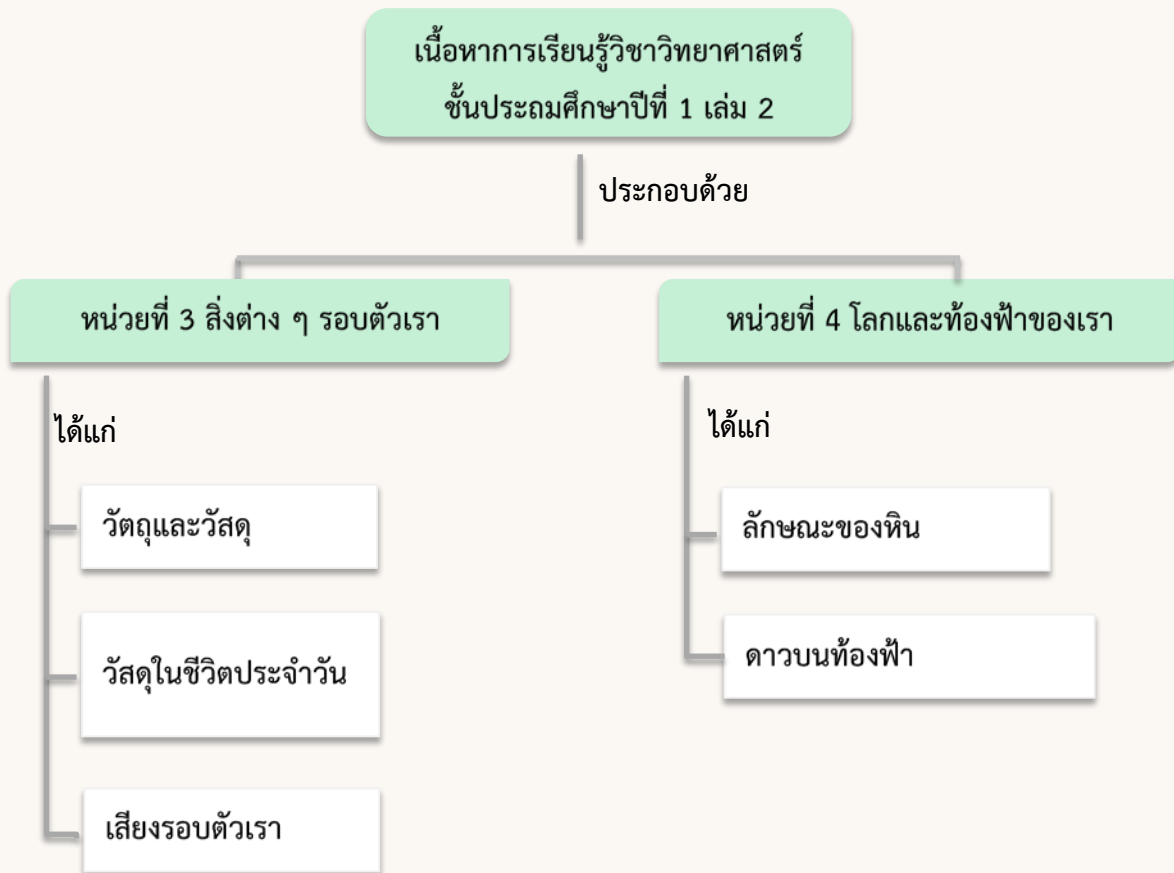 เนื้อหาการเรียนรู้วิชาวิทยาศาสตร์
ชั้นประถมศึกษาปีที่ 1 เล่ม 2
ประกอบด้วย
หน่วยที่ 3 สิ่งต่าง ๆ รอบตัวเรา
ได้แก่
วัตถุและวัสดุ
วัสดุในชีวิตประจำวัน
เสียงรอบตัวเรา
หน่วยที่ 4 โลกและท้องฟ้าของเรา
ได้แก่
ลักษณะของหิน
ดาวบนท้องฟ้า